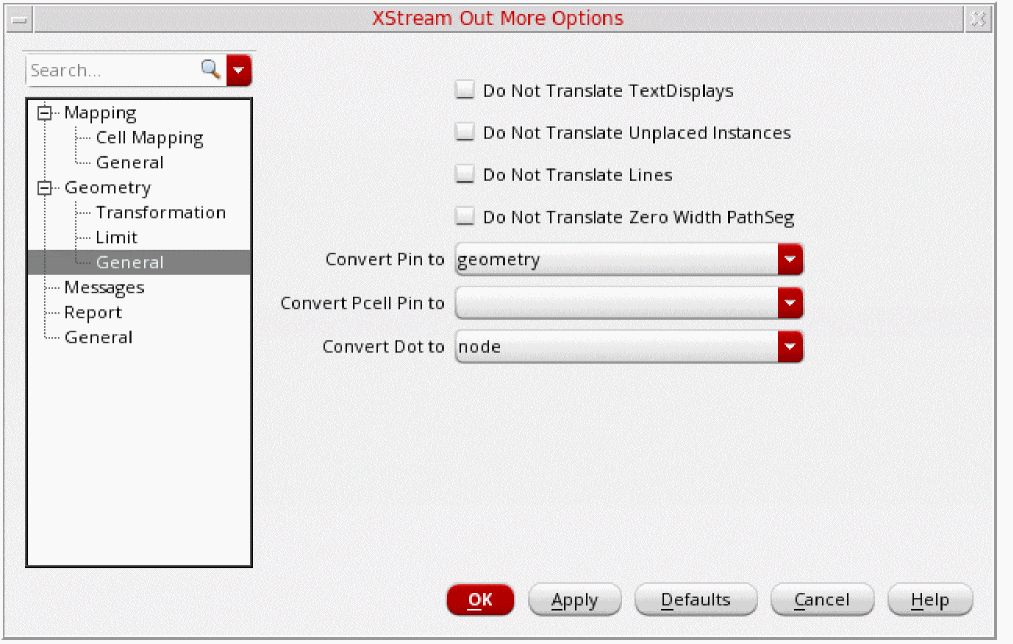 XStream Out More Options
Search...
Mapping
Cell Mapping
General
Geometry
Transformation
Limit
General
Messages
Report
General
Do Not Translate TextDisplays
Do Not Translate Unplaced Instances
Do Not Translate Lines
Do Not Translate Zero Width PathSeg
Convert Pin to geometry
Convert Pcell Pin to
Convert Dot to node
OK Apply Defaults Cancel Help